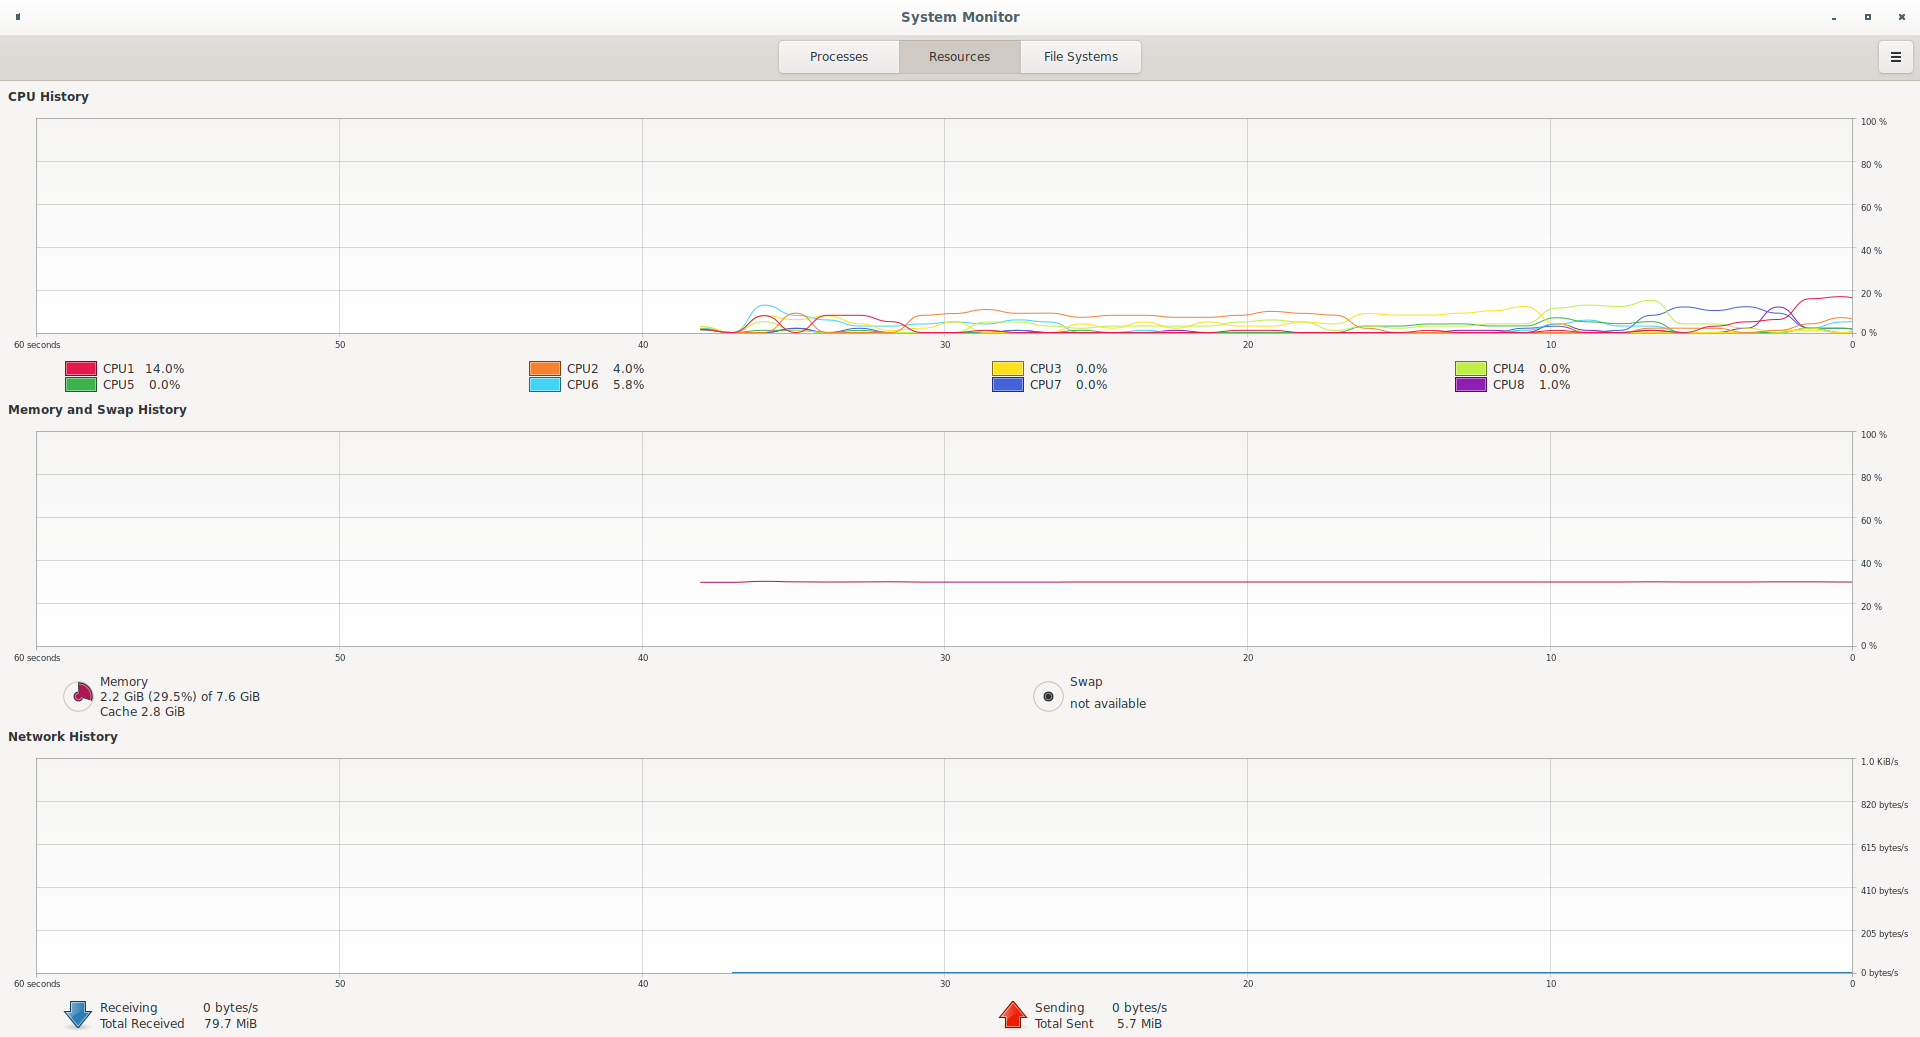 System Monitor
Processes Resources File Systems
CPU History
100 %
80 %
60 %
40 %
20 %
0 %
60 seconds 50 40 30 20 10 0
CPU1 14.0% CPU2 4.0% CPU3 0.0% CPU4 0.0%
CPU5 0.0% CPU6 5.8% CPU7 0.0% CPU8 1.0%
Memory and Swap History
100 %
80 %
60 %
40 %
20 %
0 %
60 seconds 50 40 30 20 10 0
Memory
2.2 GiB (29.5%) of 7.6 GiB
Cache 2.8 GiB
Swap
not available
Network History
1.0 KiB/s
820 bytes/s
615 bytes/s
410 bytes/s
205 bytes/s
0 bytes/s
60 seconds 50 40 30 20 10 0
Receiving 0 bytes/s
Total Received 79.7 MiB
Sending 0 bytes/s
Total Sent 5.7 MiB